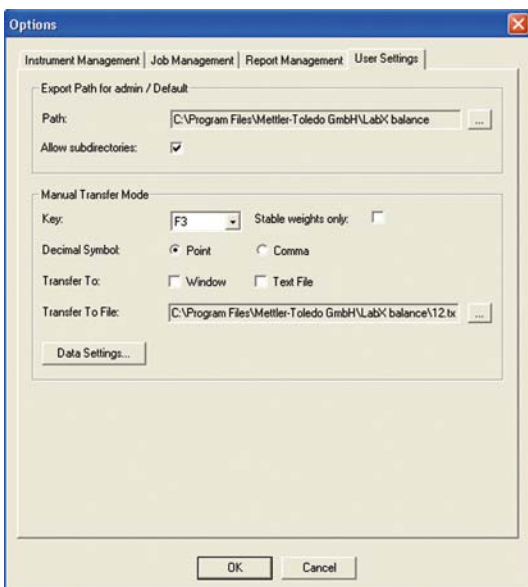 Options
Instrument Management Job Management Report Management User Settings
Export Path for admin / Default
Path: C:\Program Files\Mettler-Toledo GmbH\LabX balance ...
Allow subdirectories:
Manual Transfer Mode
Key: F3 Stable weights only:
Decimal Symbol: Point Comma
Transfer To: Window Text File
Transfer To File: C:\Program Files\Mettler-Toledo GmbH\LabX balance\12.tx ...
Data Settings...
OK Cancel